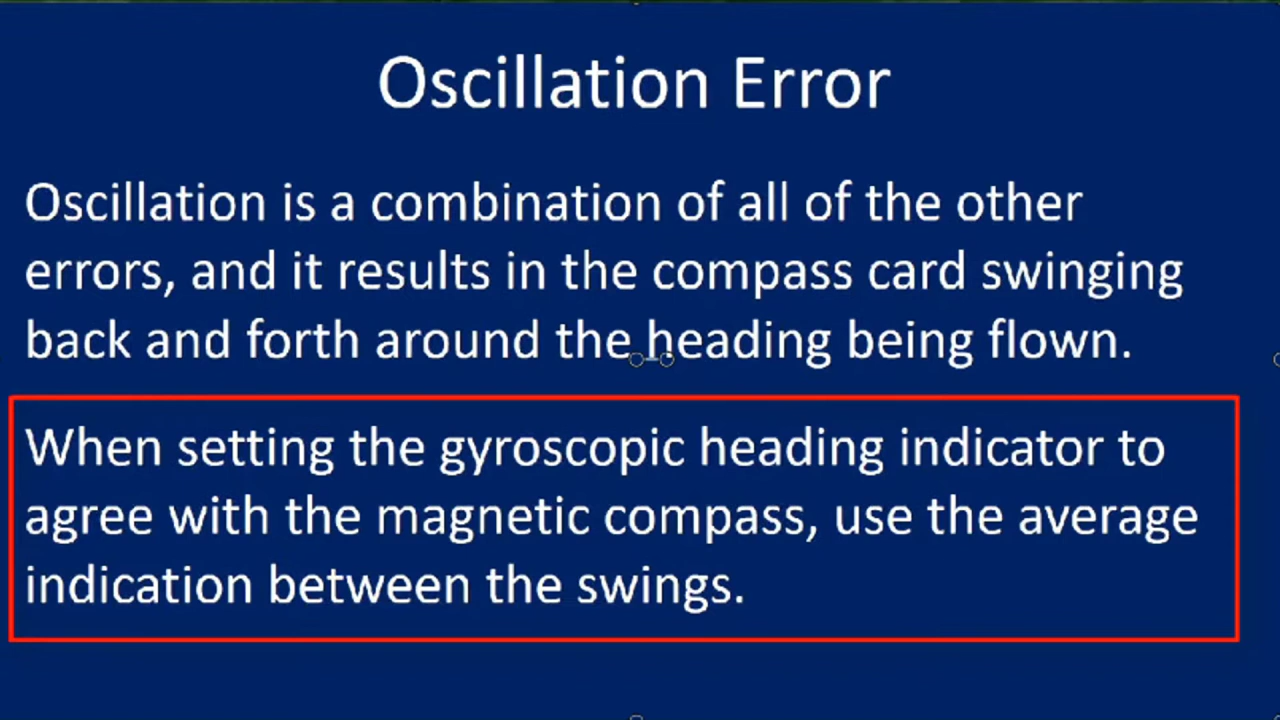 Oscillation Error
Oscillation is a combination of all of the other
errors, and it results in the compass card swinging
back and forth around the heading being flown.
When setting the gyroscopic heading indicator to
agree with the magnetic compass, use the average
indication between the swings.